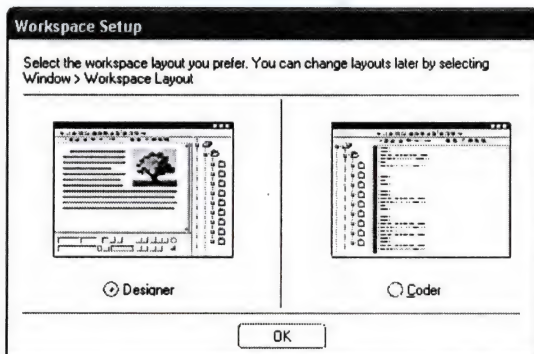 Workspace Setup
Select the workspace layout you prefer. You can change layouts later by selecting
Window > Workspace Layout
Designer
Coder
OK